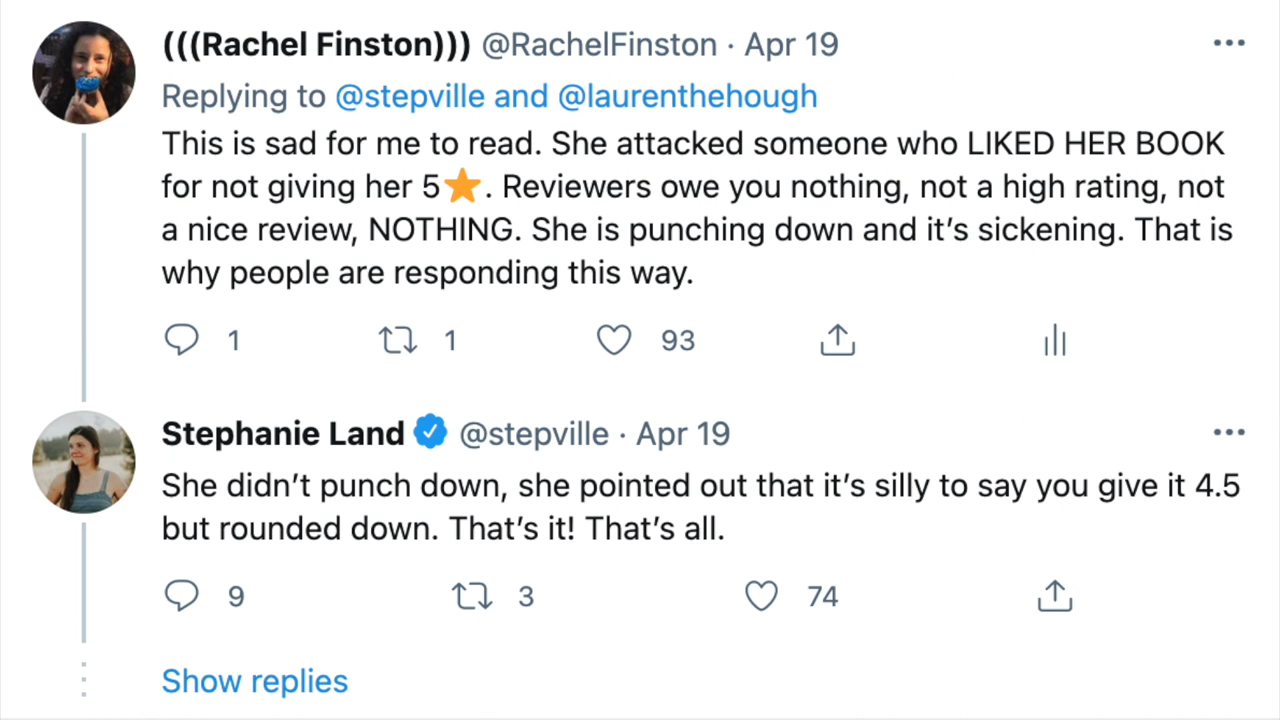 (((Rachel Finston))) @RachelFinston · Apr 19
Replying to @stepville and @laurenthehough
This is sad for me to read. She attacked someone who LIKED HER BOOK
for not giving her 5⭐. Reviewers owe you nothing, not a high rating, not
a nice review, NOTHING. She is punching down and it’s sickening. That is
why people are responding this way.
1 1 93
Stephanie Land @stepville · Apr 19
She didn’t punch down, she pointed out that it’s silly to say you give it 4.5
but rounded down. That’s it! That’s all.
9 3 74
Show replies